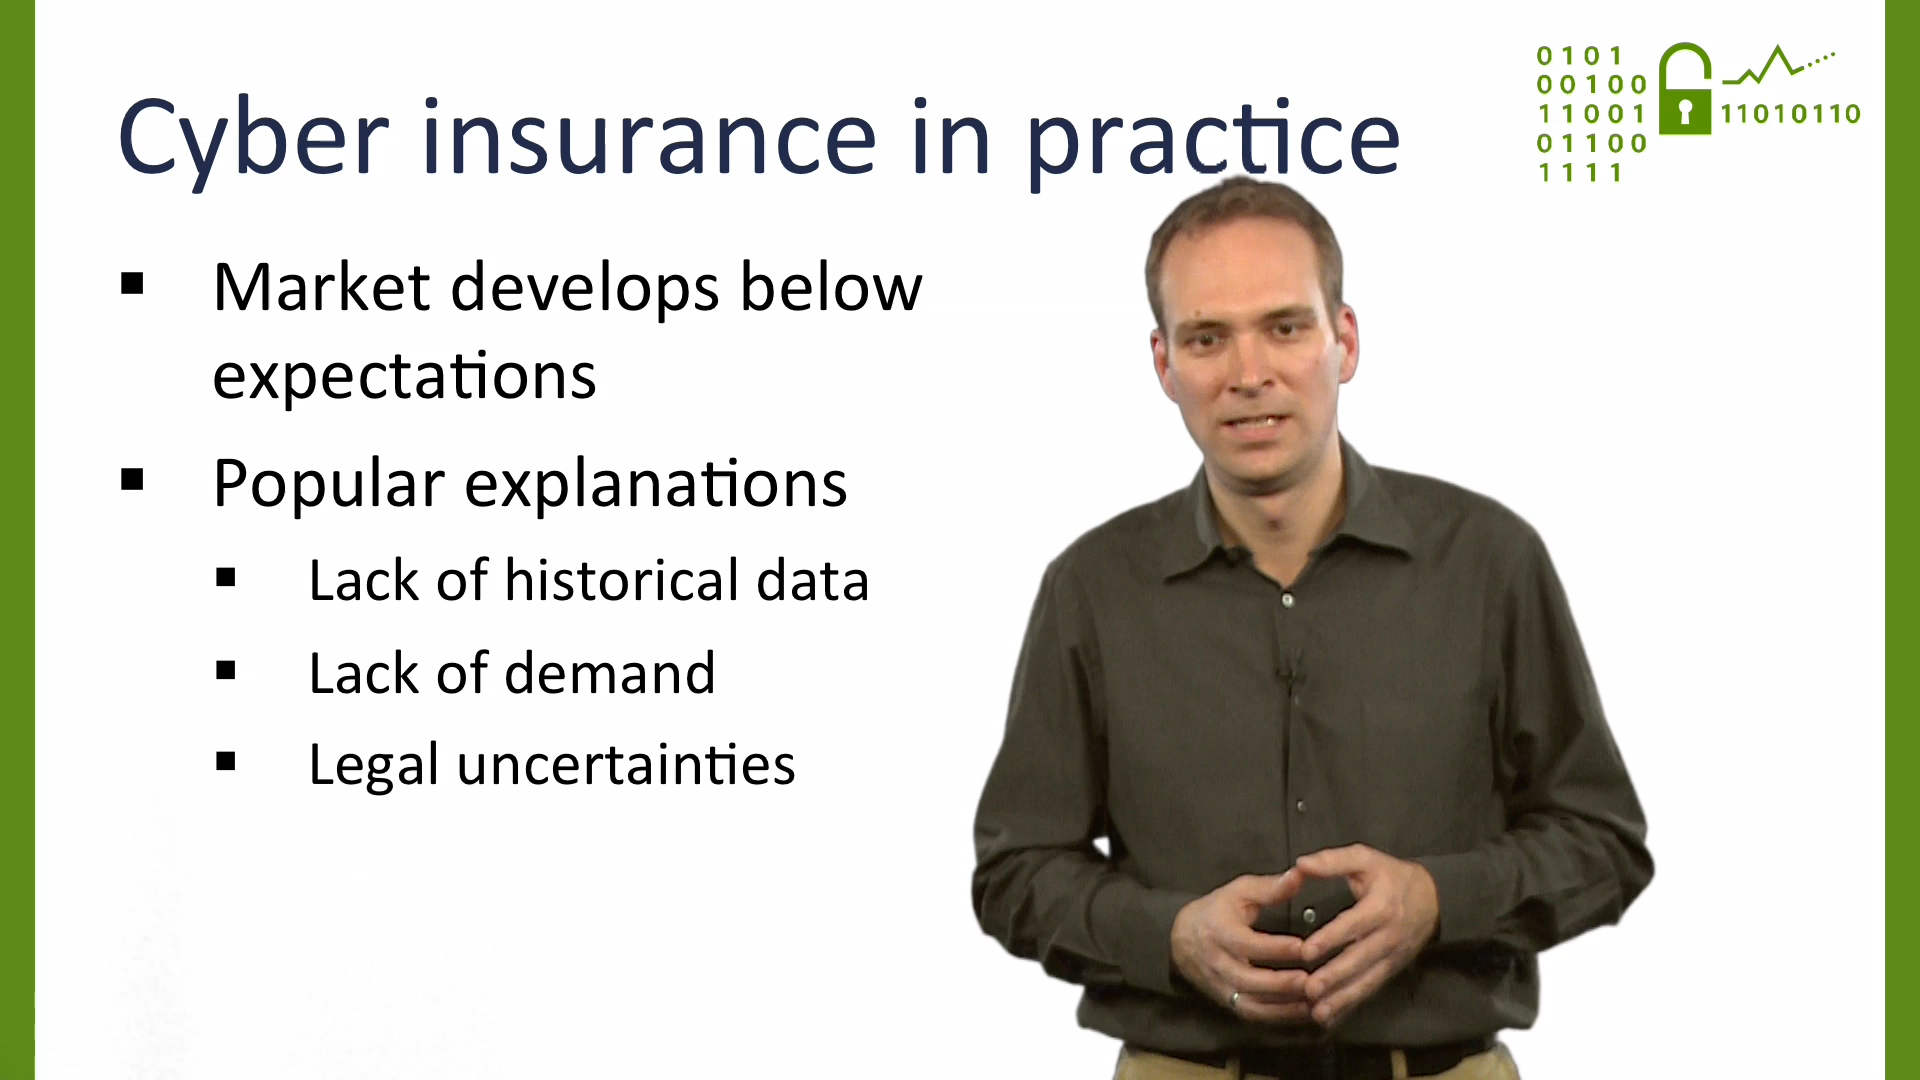 Cyber insurance in practice
0101
00100
11001
11010110
01100
1111
▪ Market develops below
expectations
▪ Popular explanations
▪ Lack of historical data
▪ Lack of demand
▪ Legal uncertainties